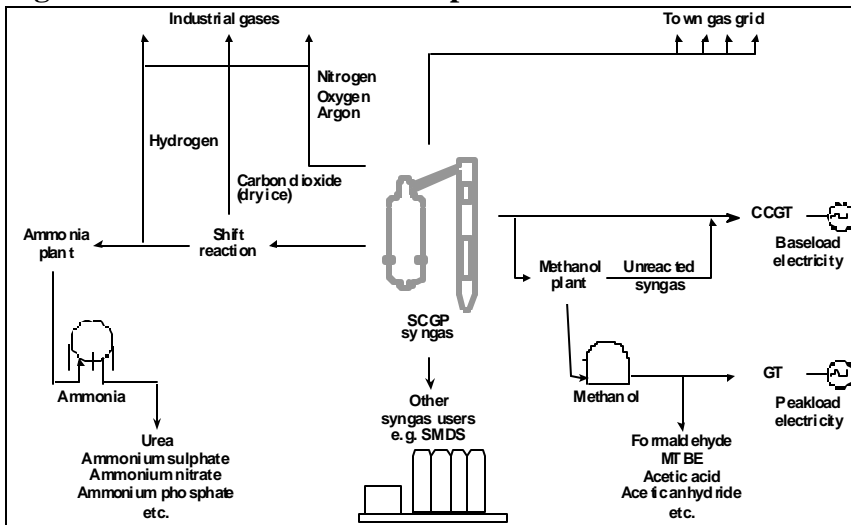 Industrial gases
Town gas grid
Nitrogen
Oxygen
Argon
Hydrogen
Carbon dioxide
(dry ice)
CCGT
Baseload
electricity
Ammonia
plant
Shift
reaction
Methanol
plant
Unreacted
syngas
SCGP
syngas
Ammonia
Other
syngas users
e.g. SMDS
Methanol
GT
Peakload
electricity
Urea
Ammonium sulphate
Ammonium nitrate
Ammonium phosphate
etc.
Formaldehyde
MTBE
Acetic acid
Acetic anhydride
etc.